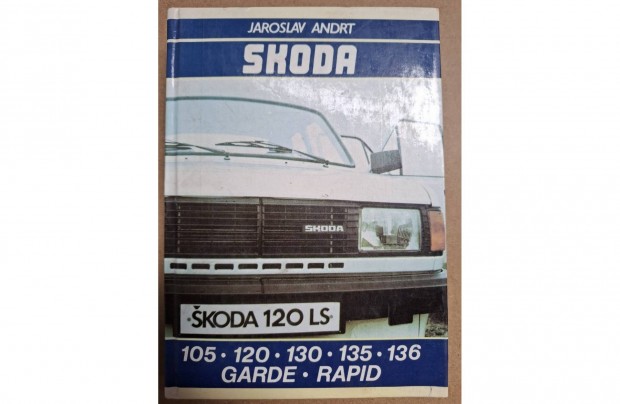 JAROSLAV ANDRT
SKODA
SKODA
ŠKODA 120 LS
105 • 120 • 130 • 135 • 136
GARDE • RAPID